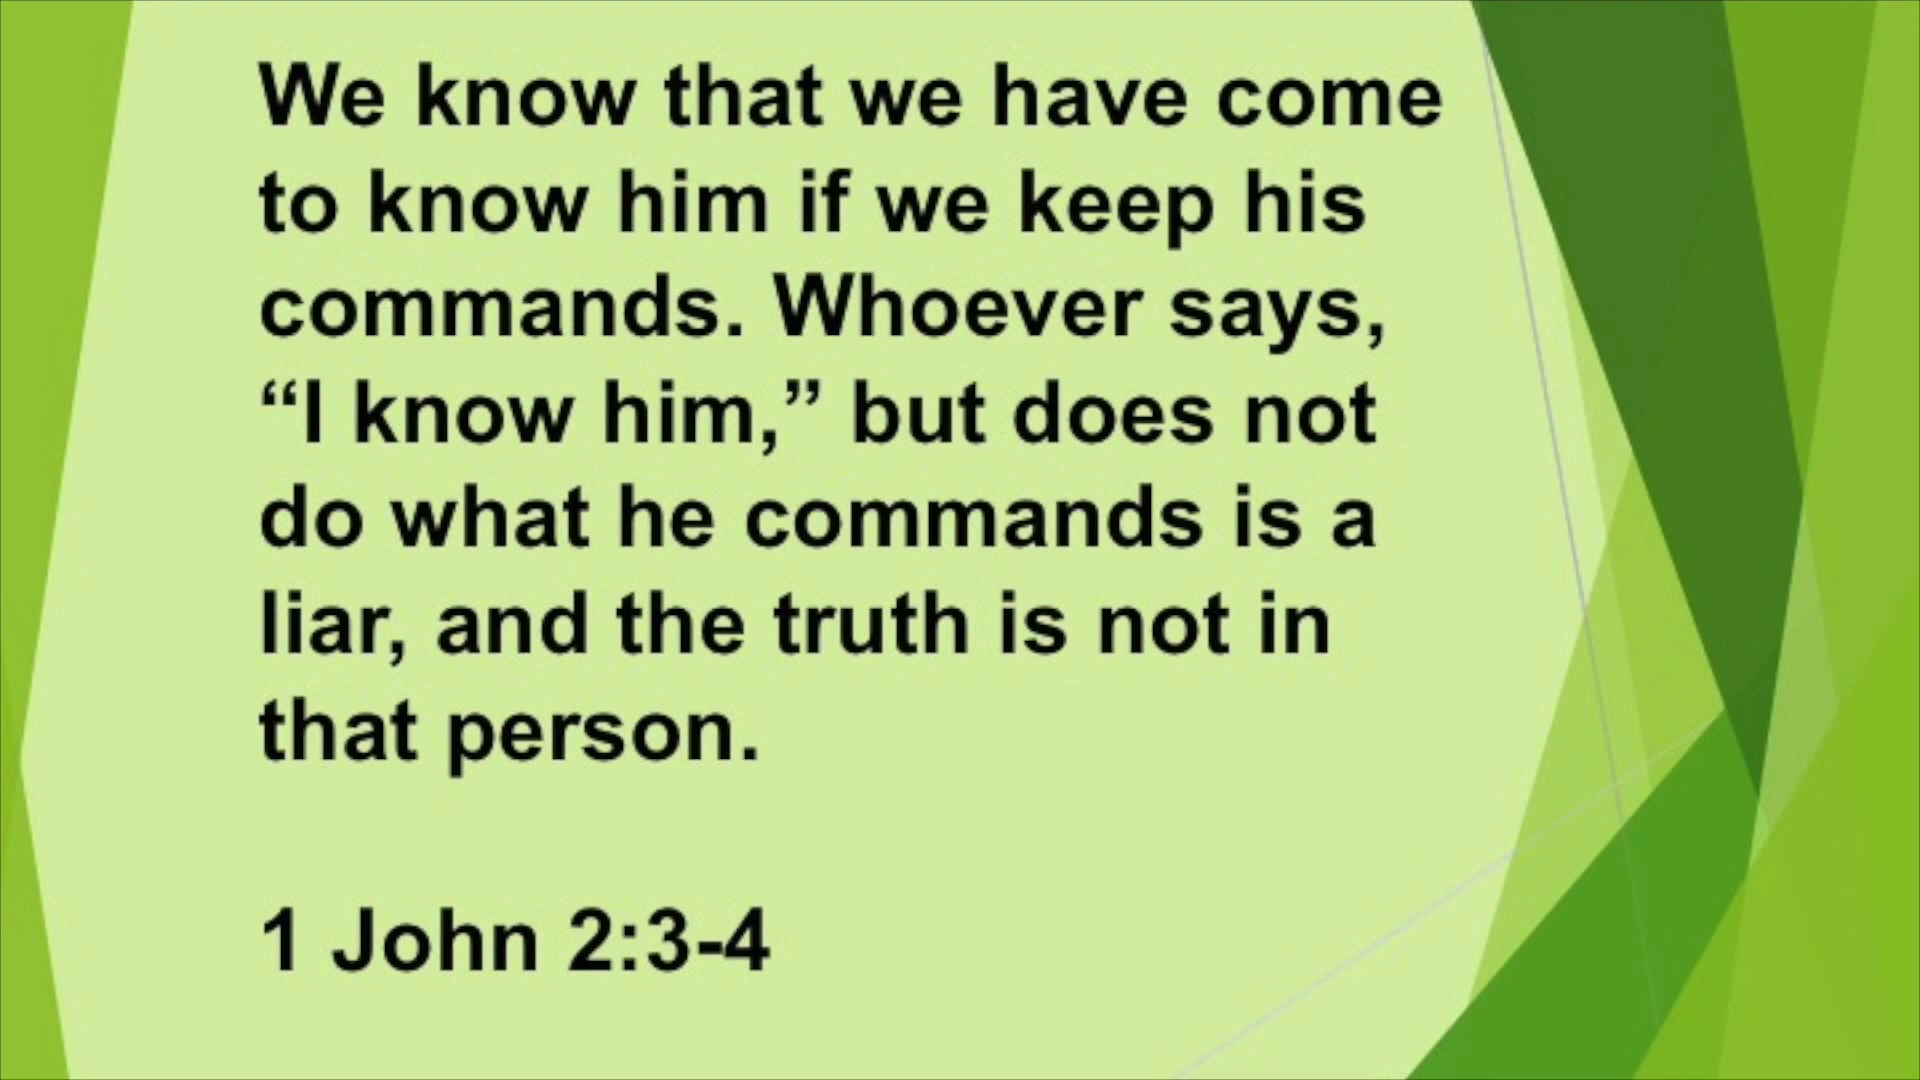 We know that we have come
to know him if we keep his
commands. Whoever says,
“I know him,” but does not
do what he commands is a
liar, and the truth is not in
that person.
1 John 2:3-4